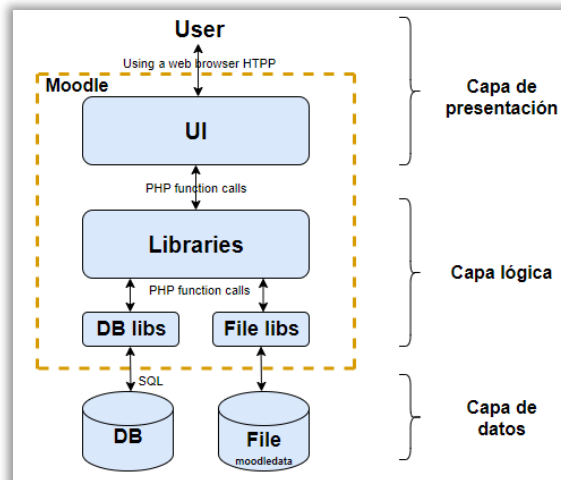 User
Using a web browser HTPP
Moodle
UI
Capa de
presentación
PHP function calls
Libraries
Capa lógica
PHP function calls
DB libs
File libs
SQL
DB
File
moodledata
Capa de
datos